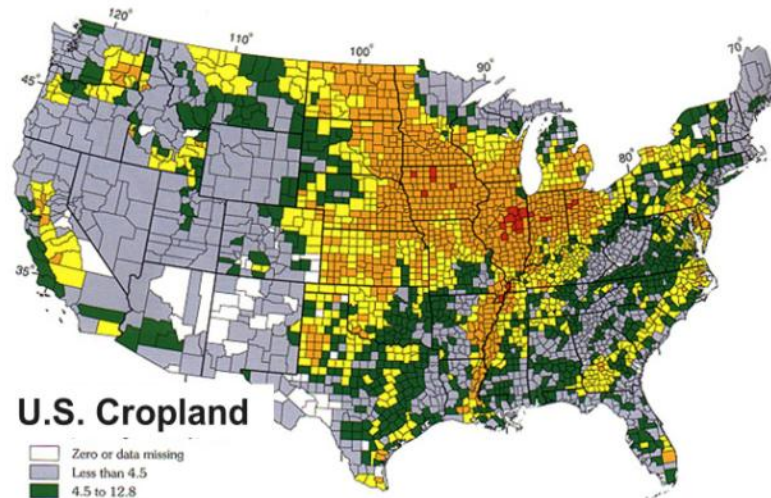 120°
110°
100°
90°
70°
45°
80°
35°
U.S. Cropland
Zero or data missing
Less than 4.5
4.5 to 12.8